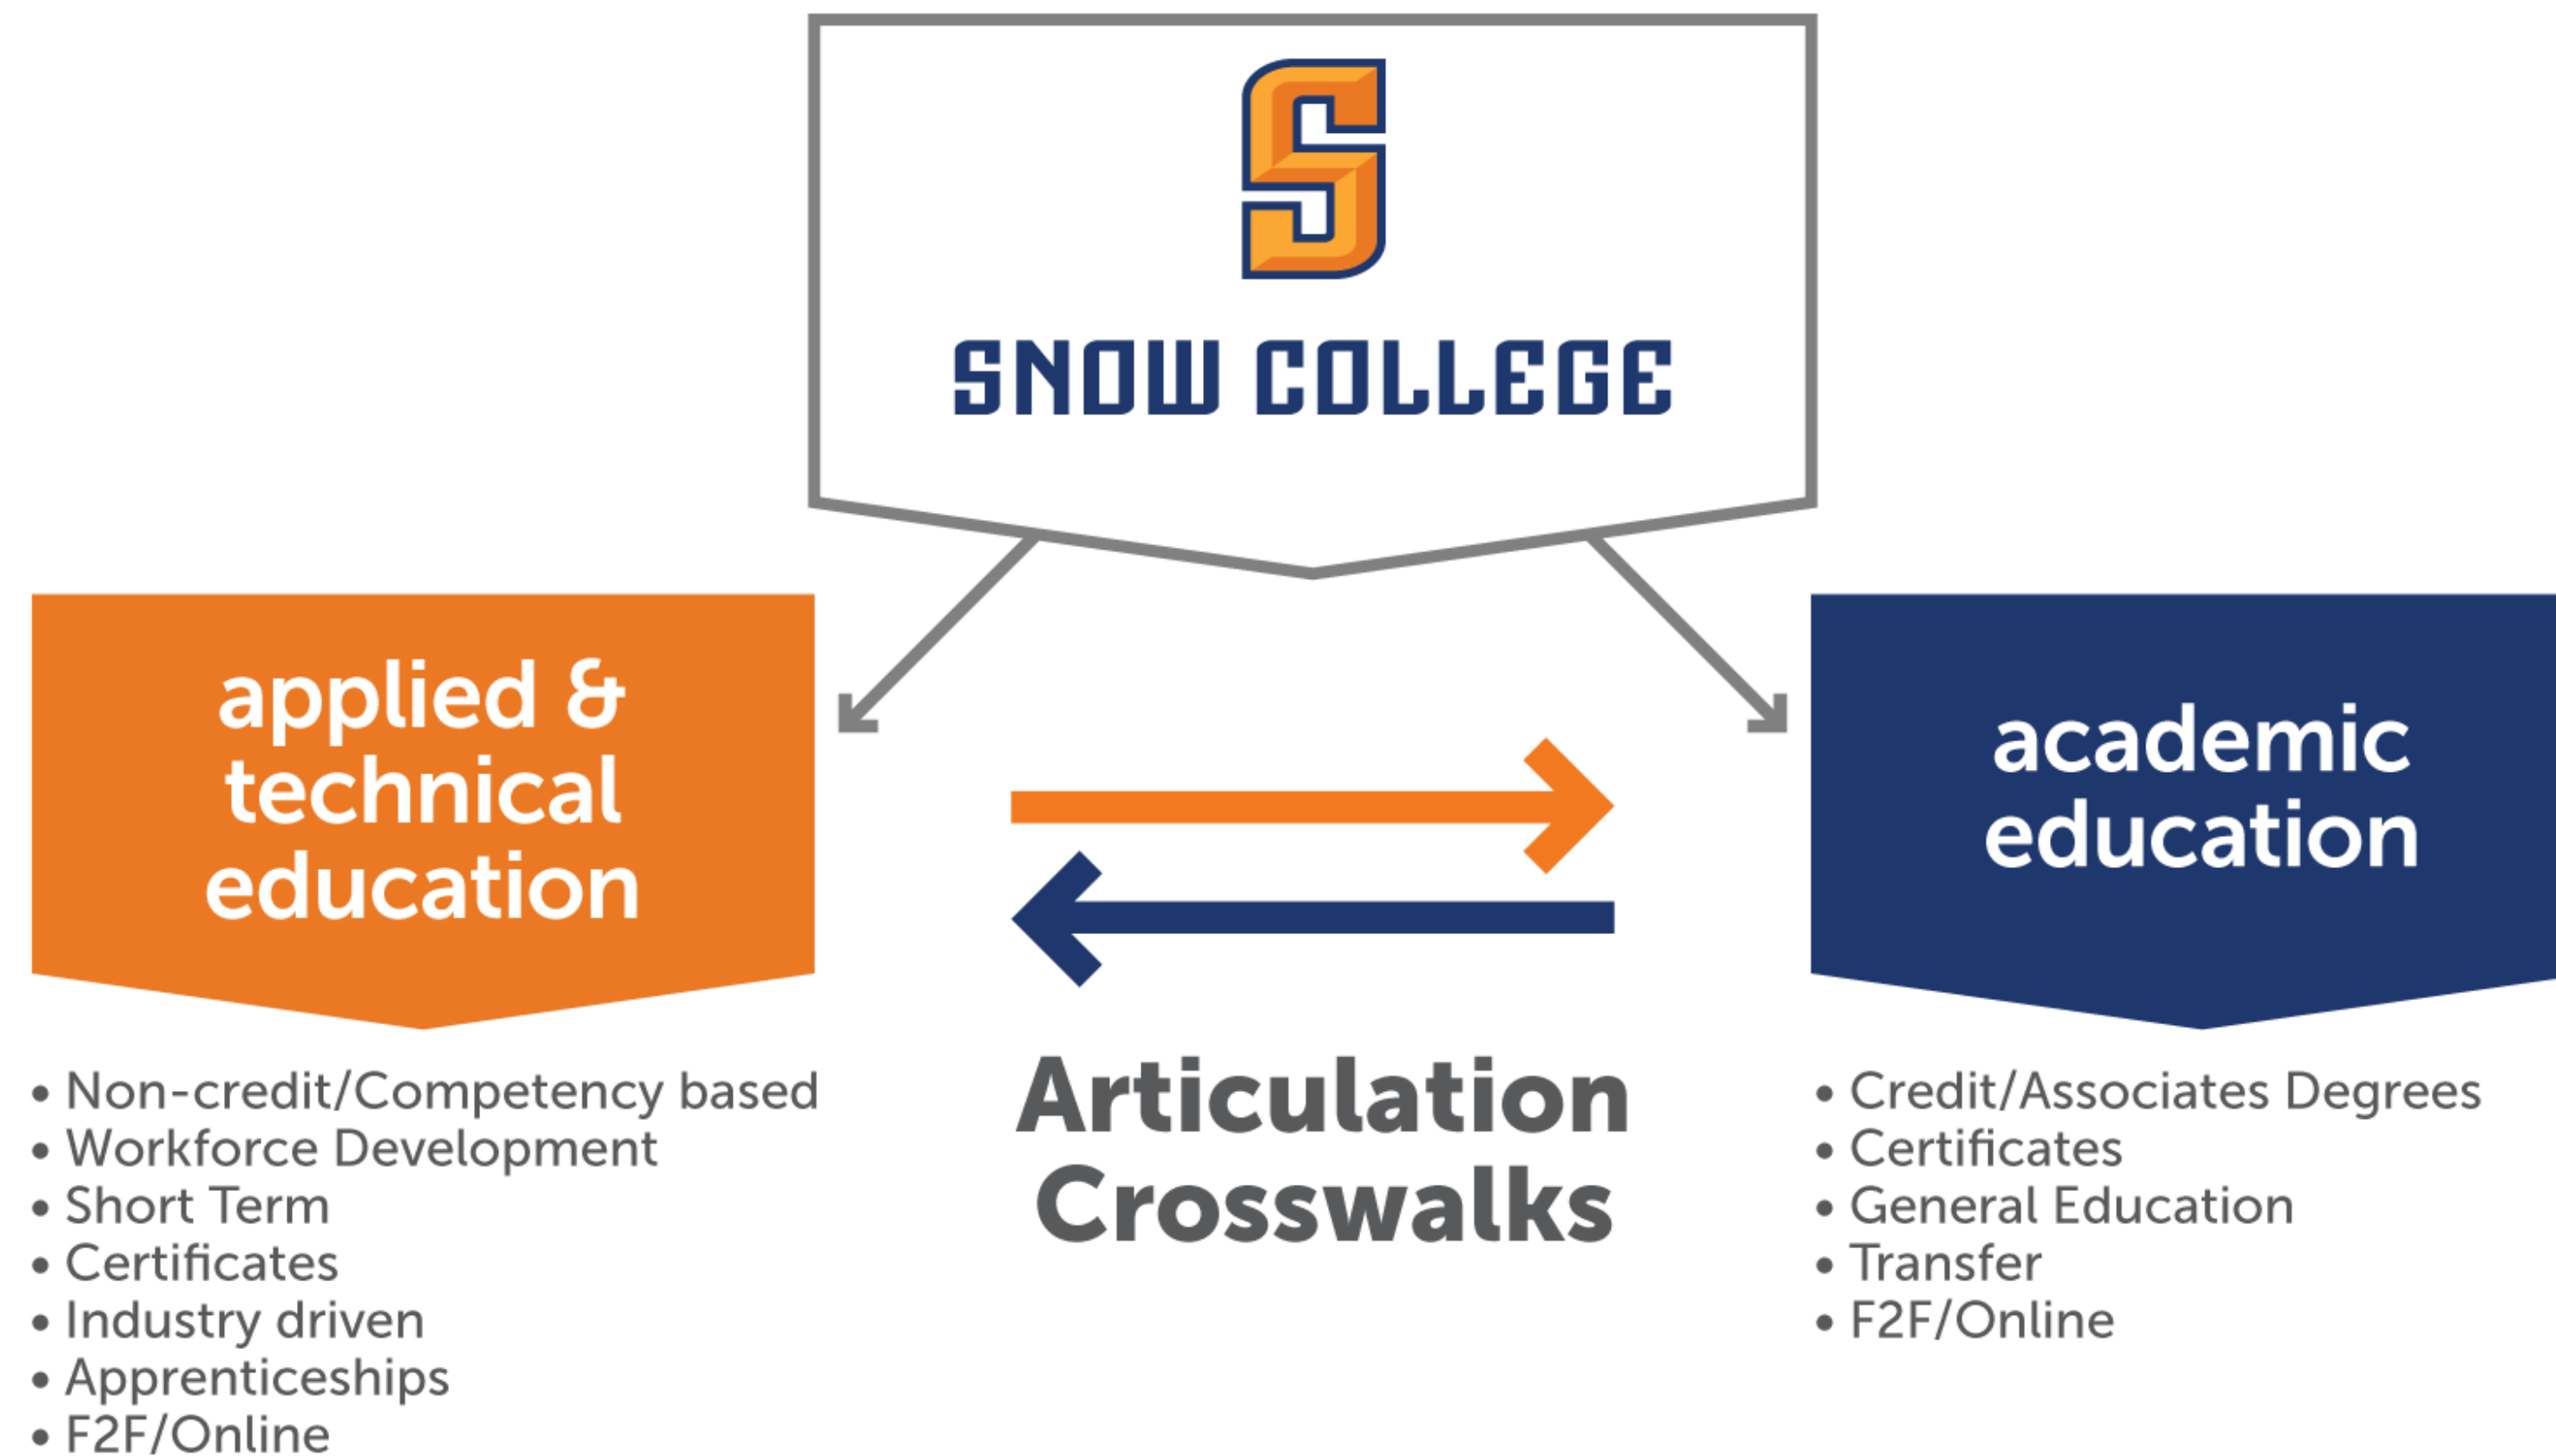 S
SNOW COLLEGE
applied &
technical
education
academic
education
Articulation
Crosswalks
• Non-credit/Competency based
• Workforce Development
• Short Term
• Certificates
• Industry driven
• Apprenticeships
• F2F/Online
• Credit/Associates Degrees
• Certificates
• General Education
• Transfer
• F2F/Online